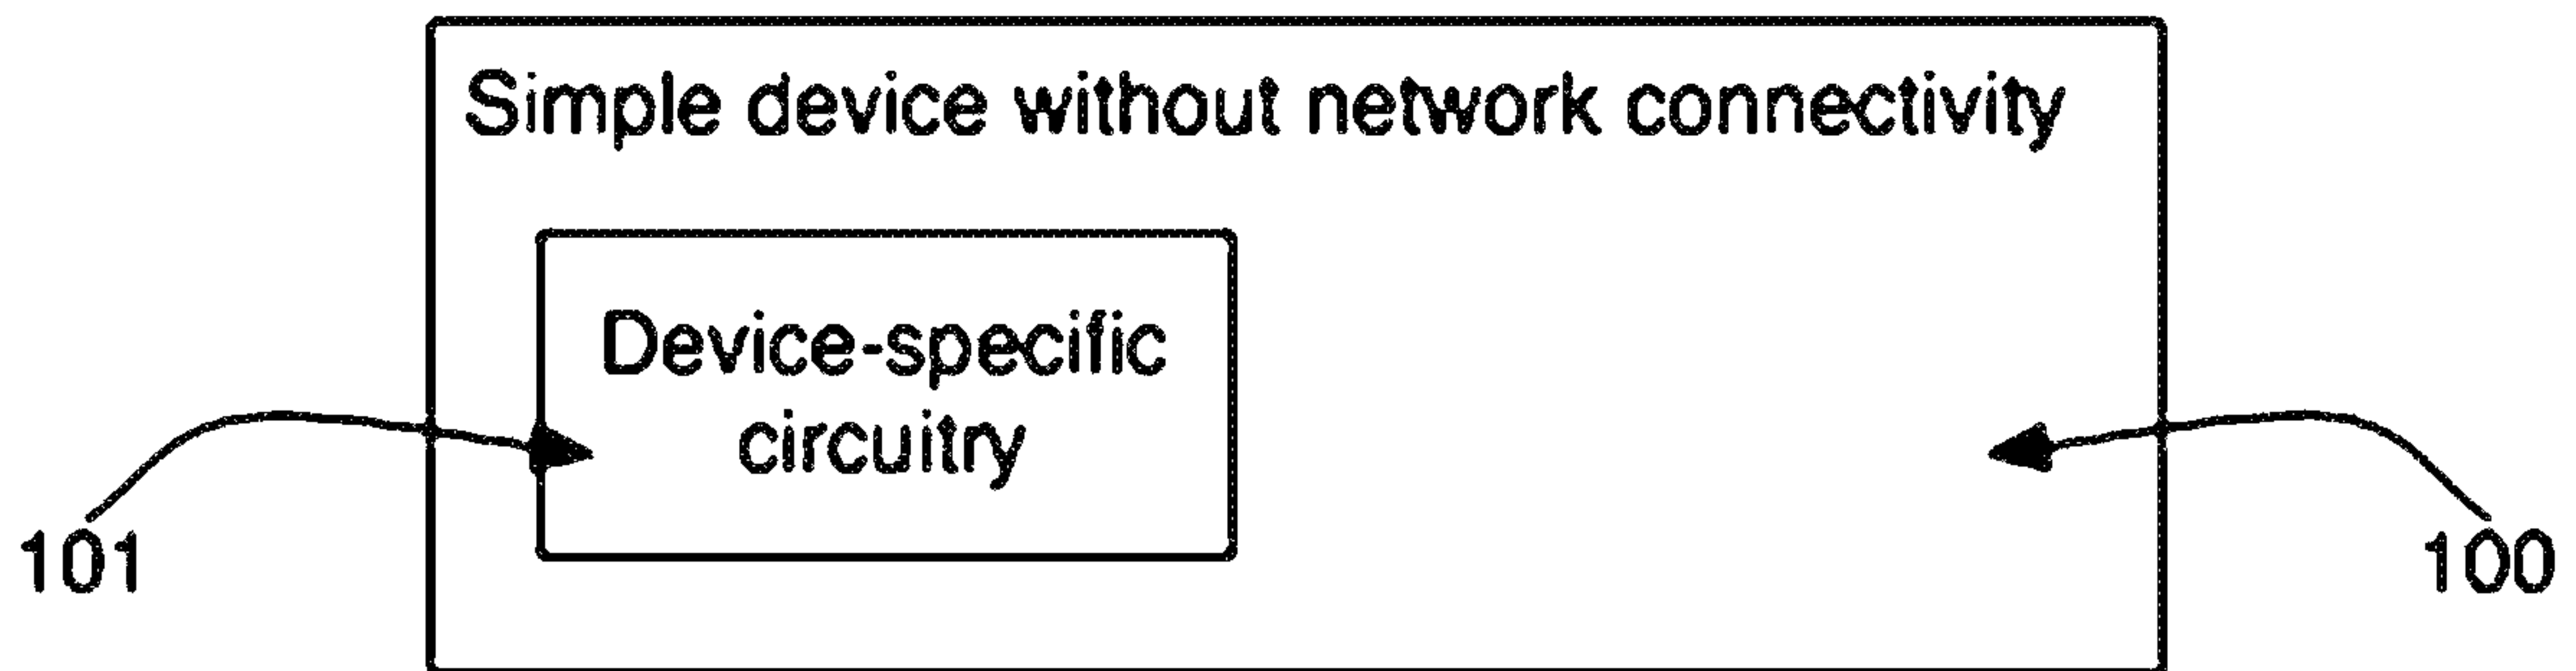 Simple device without network connectivity
Device-specific
circuitry
101
100